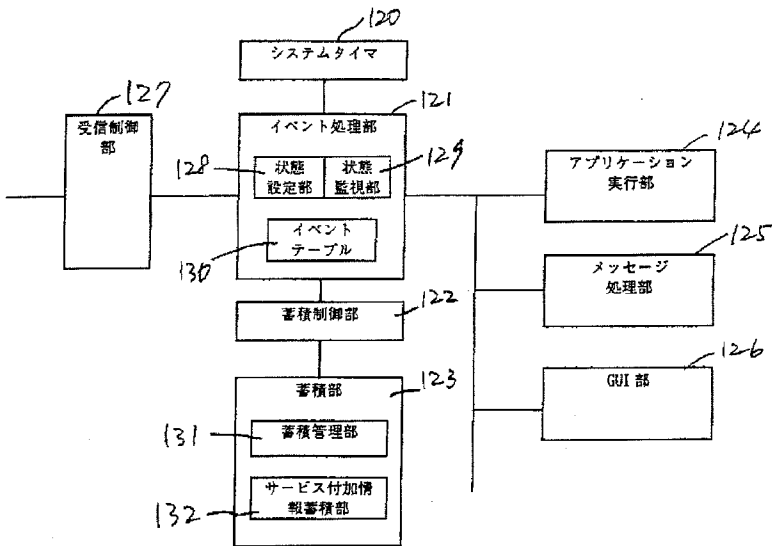 120
システムタイマ
127
受信制御
部
121
イベント処理部
128
状態
設定部
状態
監視部
129
イベント
テーブル
130
124
アプリケーション
実行部
125
メッセージ
処理部
蓄積制御部
122
126
GUI部
蓄積部
123
131
蓄積管理部
132
サービス付加情
報蓄積部